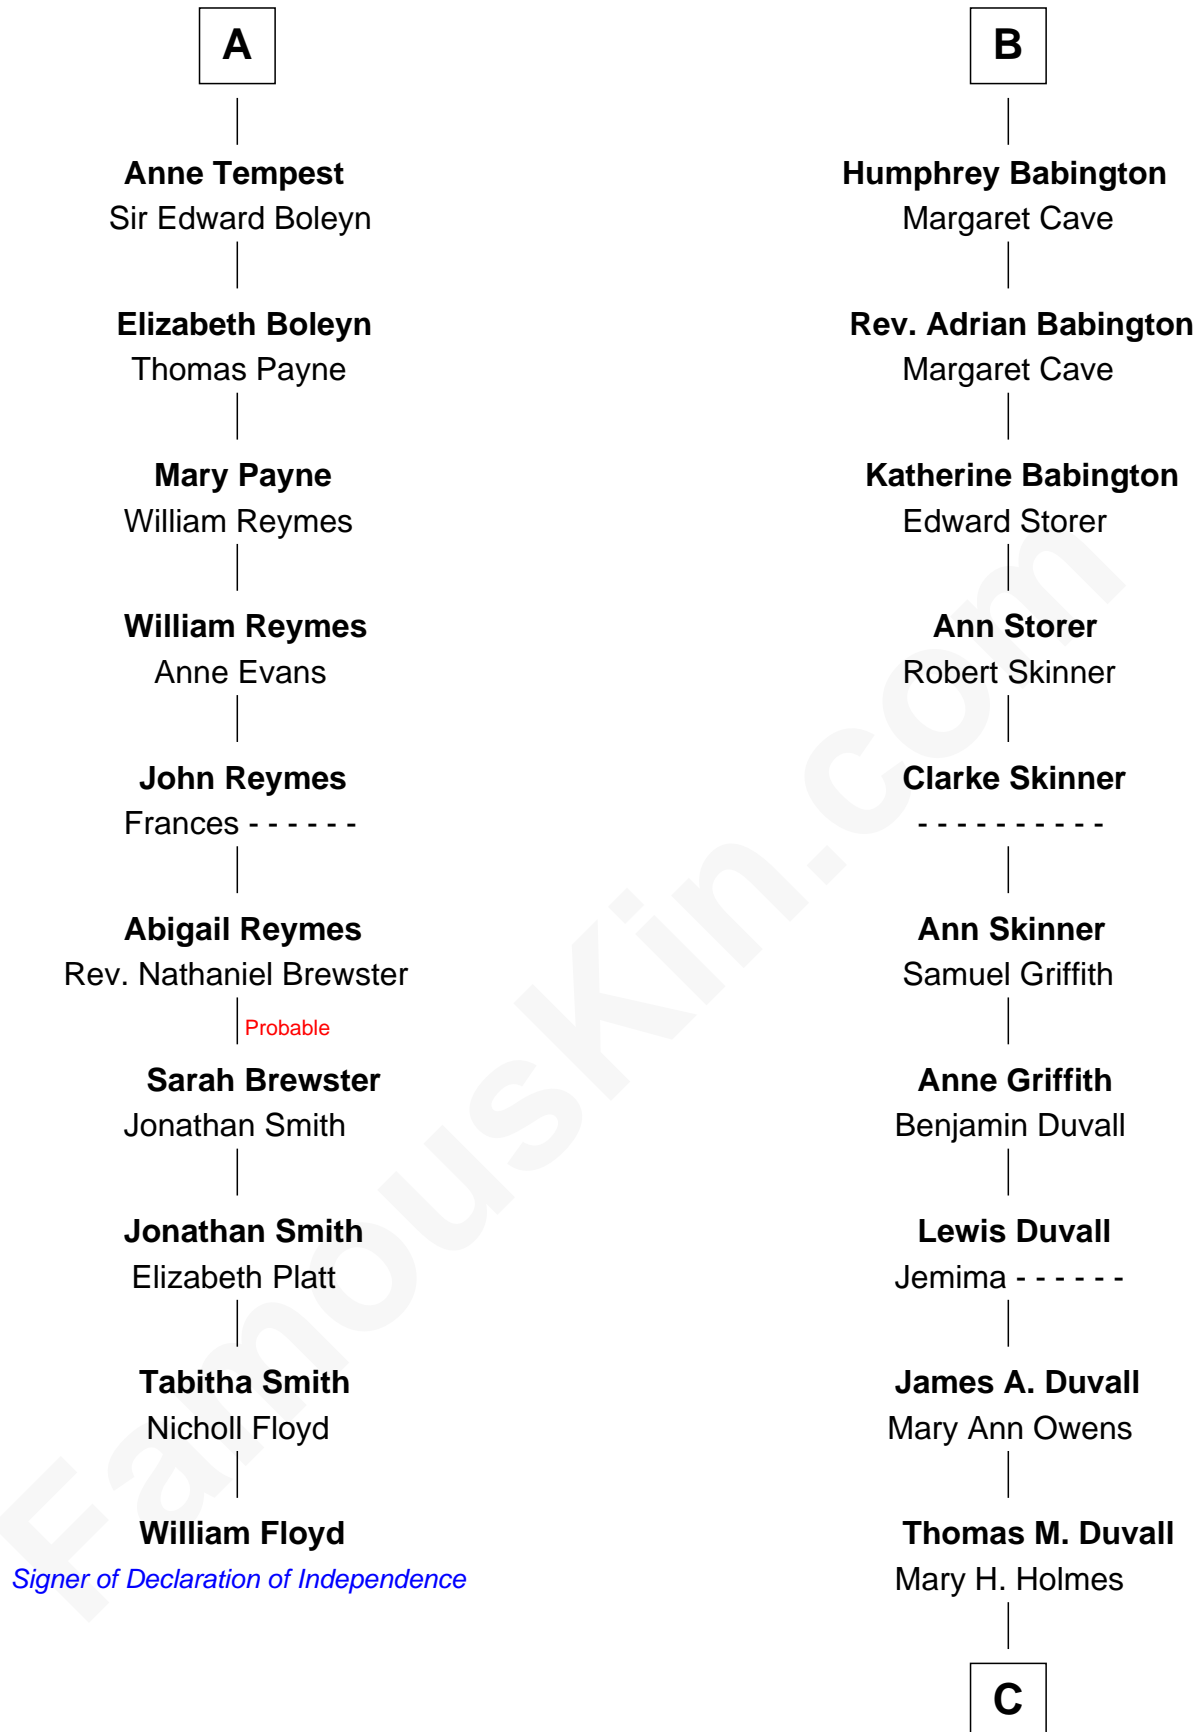 A
Anne Tempest
Sir Edward Boleyn
Elizabeth Boleyn
Thomas Payne
Mary Payne
William Reymes
William Reymes
Anne Evans
John Reymes
Frances - - - - - -
Abigail Reymes
Rev. Nathaniel Brewster
Probable
Sarah Brewster
Jonathan Smith
Jonathan Smith
Elizabeth Platt
Tabitha Smith
Nicholl Floyd
William Floyd
Signer of Declaration of Independence
B
Humphrey Babington
Margaret Cave
Rev. Adrian Babington
Margaret Cave
Katherine Babington
Edward Storer
Ann Storer
Robert Skinner
Clarke Skinner
- - - - - - - - - -
Ann Skinner
Samuel Griffith
Anne Griffith
Benjamin Duvall
Lewis Duvall
Jemima - - - - - -
James A. Duvall
Mary Ann Owens
Thomas M. Duvall
Mary H. Holmes
C
FamousKin.com